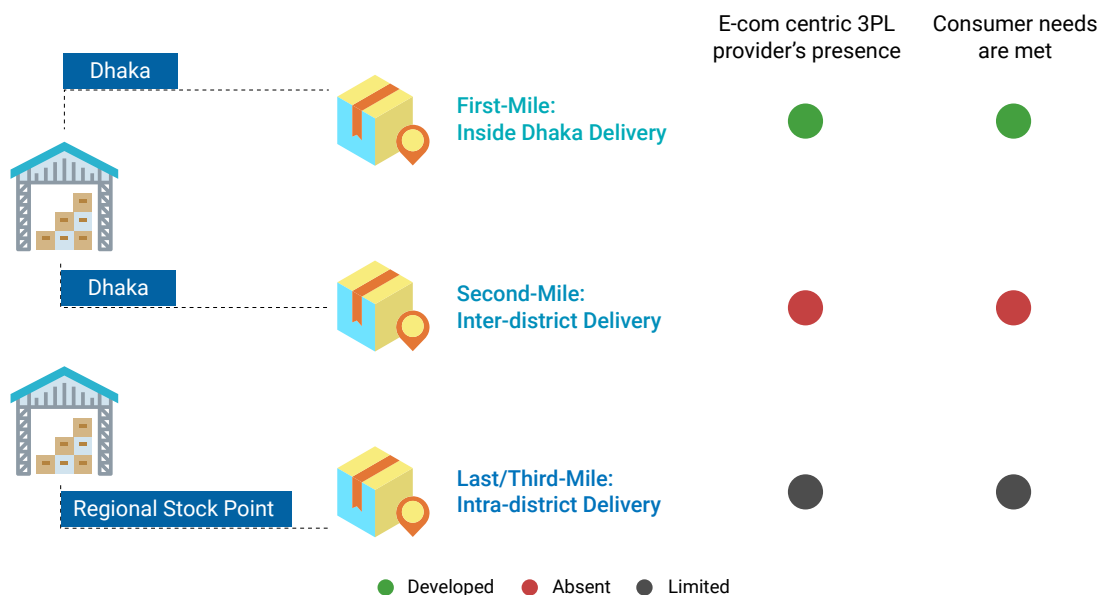 E-com centric 3PL
provider's presence
Consumer needs
are met
Dhaka
First-Mile:
Inside Dhaka Delivery
Dhaka
Second-Mile:
Inter-district Delivery
Last/Third-Mile:
Intra-district Delivery
Regional Stock Point
Developed
Absent
Limited